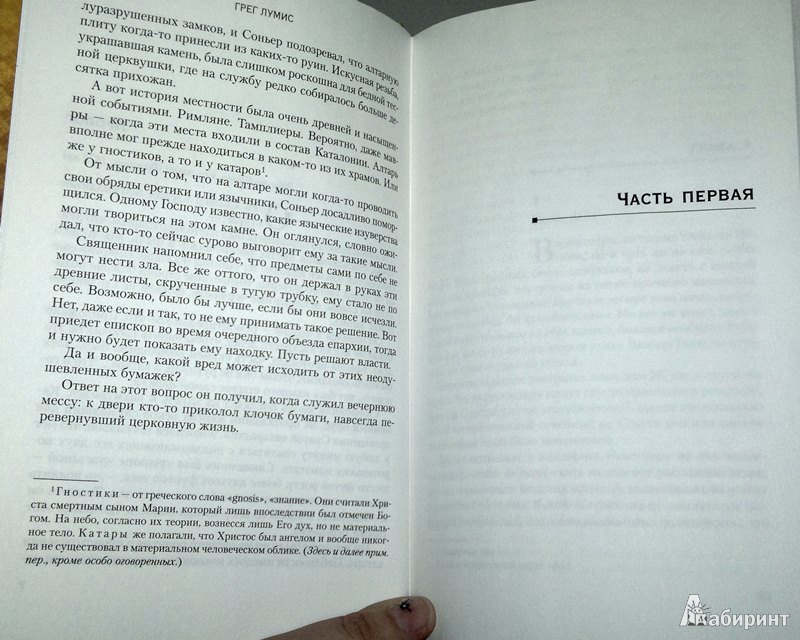 ГРЕГ ЛУМИС
луразрушенных замков, и Соньер подозревал, что алтарную
плиту когда-то принесли из каких-то руин. Искусная резьба,
украшавшая камень, была слишком роскошна для бедной тес-
ной церквушки, где на службу редко собиралось больше де-
сятка прихожан.
А вот история местности была очень древней и насыщен-
ной событиями. Римляне. Тамплиеры. Вероятно, даже мав-
ры — когда эти места входили в состав Каталонии. Алтарь
вполне мог прежде находиться в каком-то из их храмов. Или
же у гностиков, а то и у катаров¹.
От мысли о том, что на алтаре могли когда-то проводить
свои обряды еретики или язычники, Соньер досадливо помор-
щился. Одному Господу известно, какие языческие изуверства
могли твориться на этом камне. Он оглянулся, словно ожи-
дал, что кто-то сейчас сурово выговорит ему за такие мысли.
Священник напомнил себе, что предметы сами по себе не
могут нести зла. Все же оттого, что он держал в руках эти
древние листы, скрученные в тугую трубку, ему стало не по
себе. Возможно, было бы лучше, если бы они вовсе исчезли.
Нет, даже если и так, то не ему принимать такое решение. Вот
приедет епископ во время очередного объезда епархии, тогда
и нужно будет показать ему находку. Пусть решают власти.
Да и вообще, какой вред может исходить от этих неоду-
шевленных бумажек?
Ответ на этот вопрос он получил, когда служил вечернюю
мессу: к двери кто-то приколол клочок бумаги, навсегда пе-
ревернувший церковную жизнь.
¹ Гностики — от греческого слова «gnosis», «знание». Они считали Хри-
ста смертным сыном Марии, который лишь впоследствии был отмечен Бо-
гом. На небо, согласно их теории, вознесся лишь Его дух, но не материаль-
ное тело. Катары же полагали, что Христос был ангелом и вообще никог-
да не существовал в материальном человеческом облике. (Здесь и далее прим.
пер., кроме особо оговоренных.)
ЧАСТЬ ПЕРВАЯ
Лабиринт